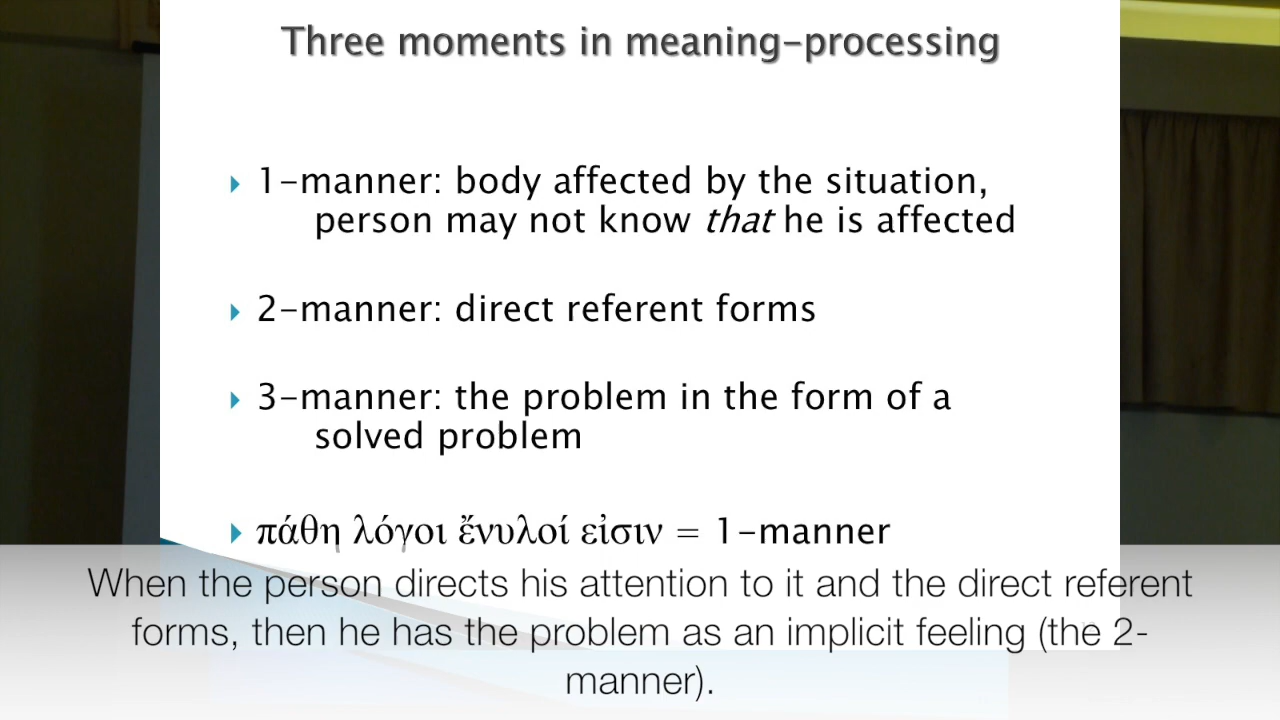 Three moments in meaning-processing
1-manner: body affected by the situation,
person may not know that he is affected
2-manner: direct referent forms
3-manner: the problem in the form of a
solved problem
πάθη λόγοι ἔνυλοί εἰσιν = 1-manner
When the person directs his attention to it and the direct referent
forms, then he has the problem as an implicit feeling (the 2-
manner).